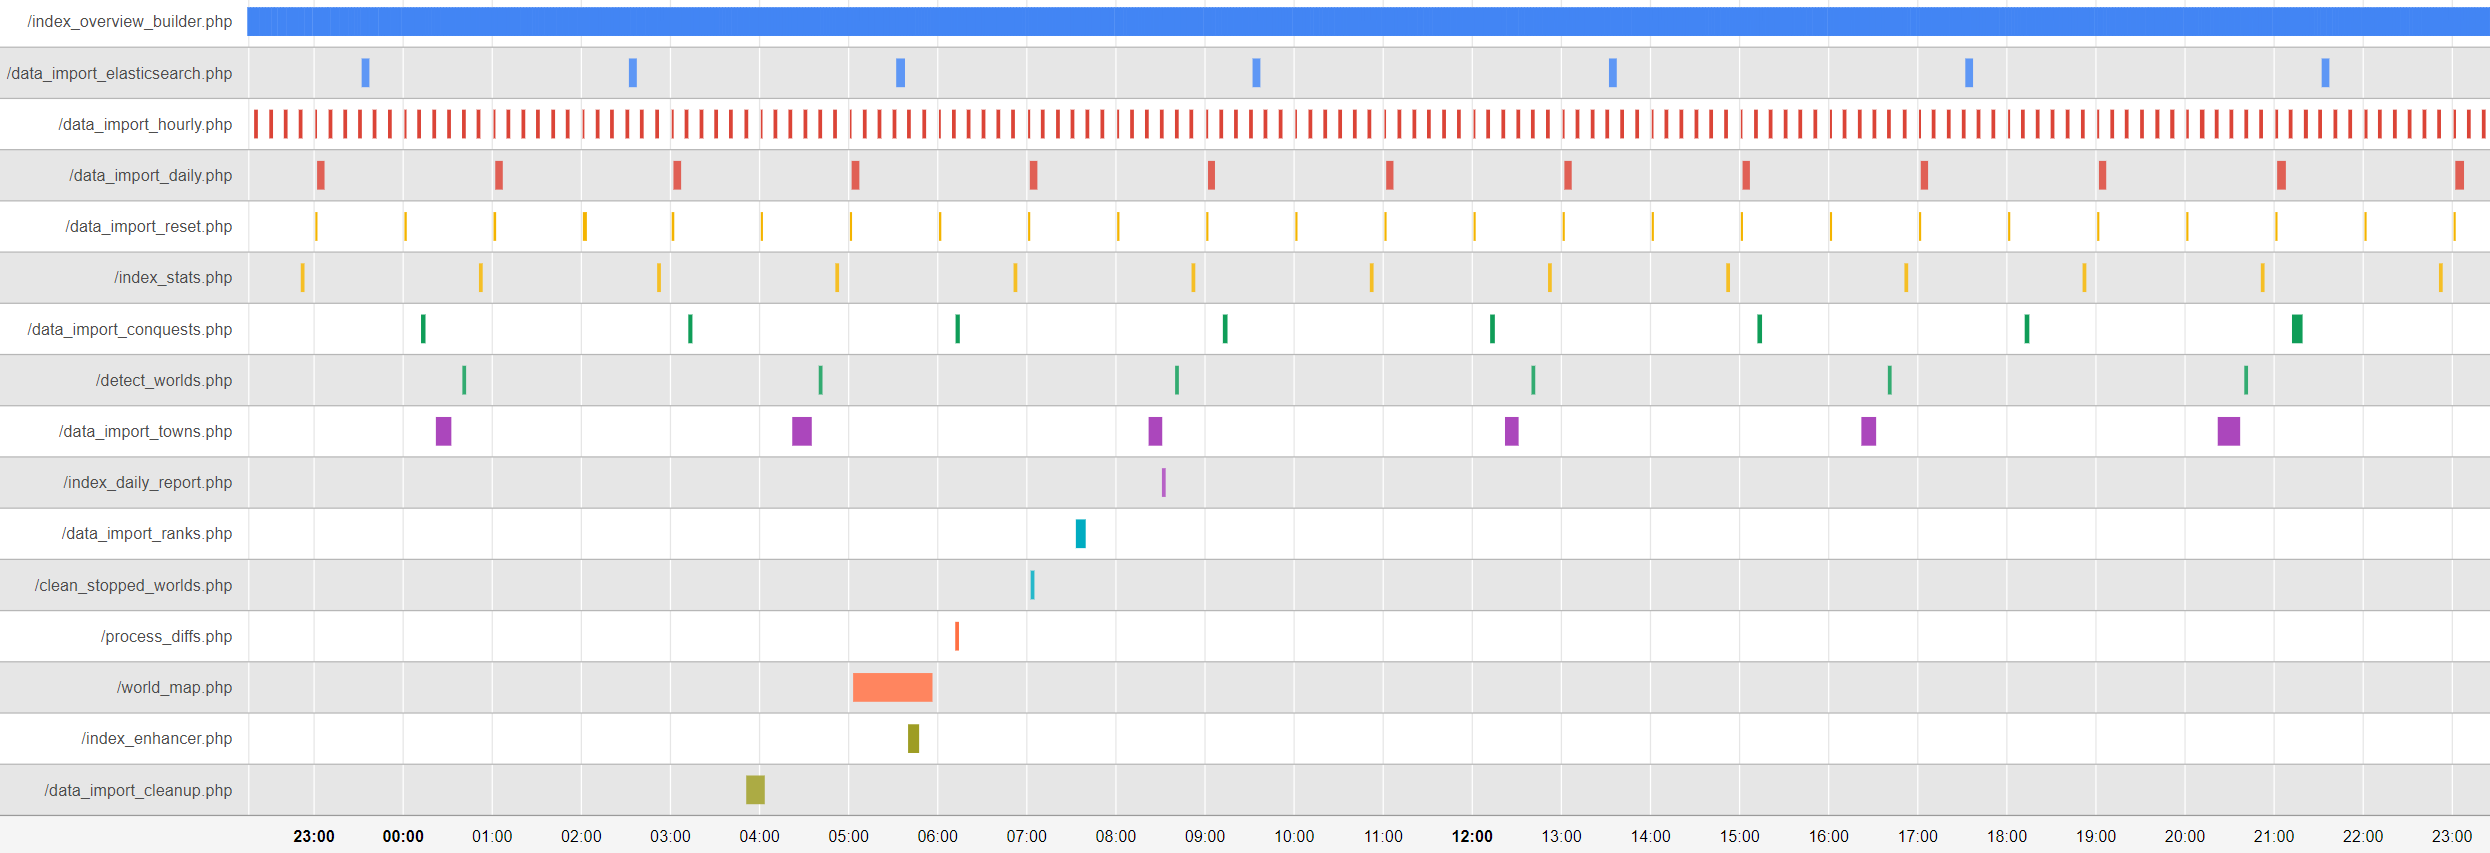 /index_overview_builder.php
/data_import_elasticsearch.php
/data_import_hourly.php
/data_import_daily.php
/data_import_reset.php
/index_stats.php
/data_import_conquests.php
/detect_worlds.php
/data_import_towns.php
/index_daily_report.php
/data_import_ranks.php
/clean_stopped_worlds.php
/process_diffs.php
/world_map.php
/index_enhancer.php
/data_import_cleanup.php
23:00 00:00 01:00 02:00 03:00 04:00 05:00 06:00 07:00 08:00 09:00 10:00 11:00 12:00 13:00 14:00 15:00 16:00 17:00 18:00 19:00 20:00 21:00 22:00 23:00